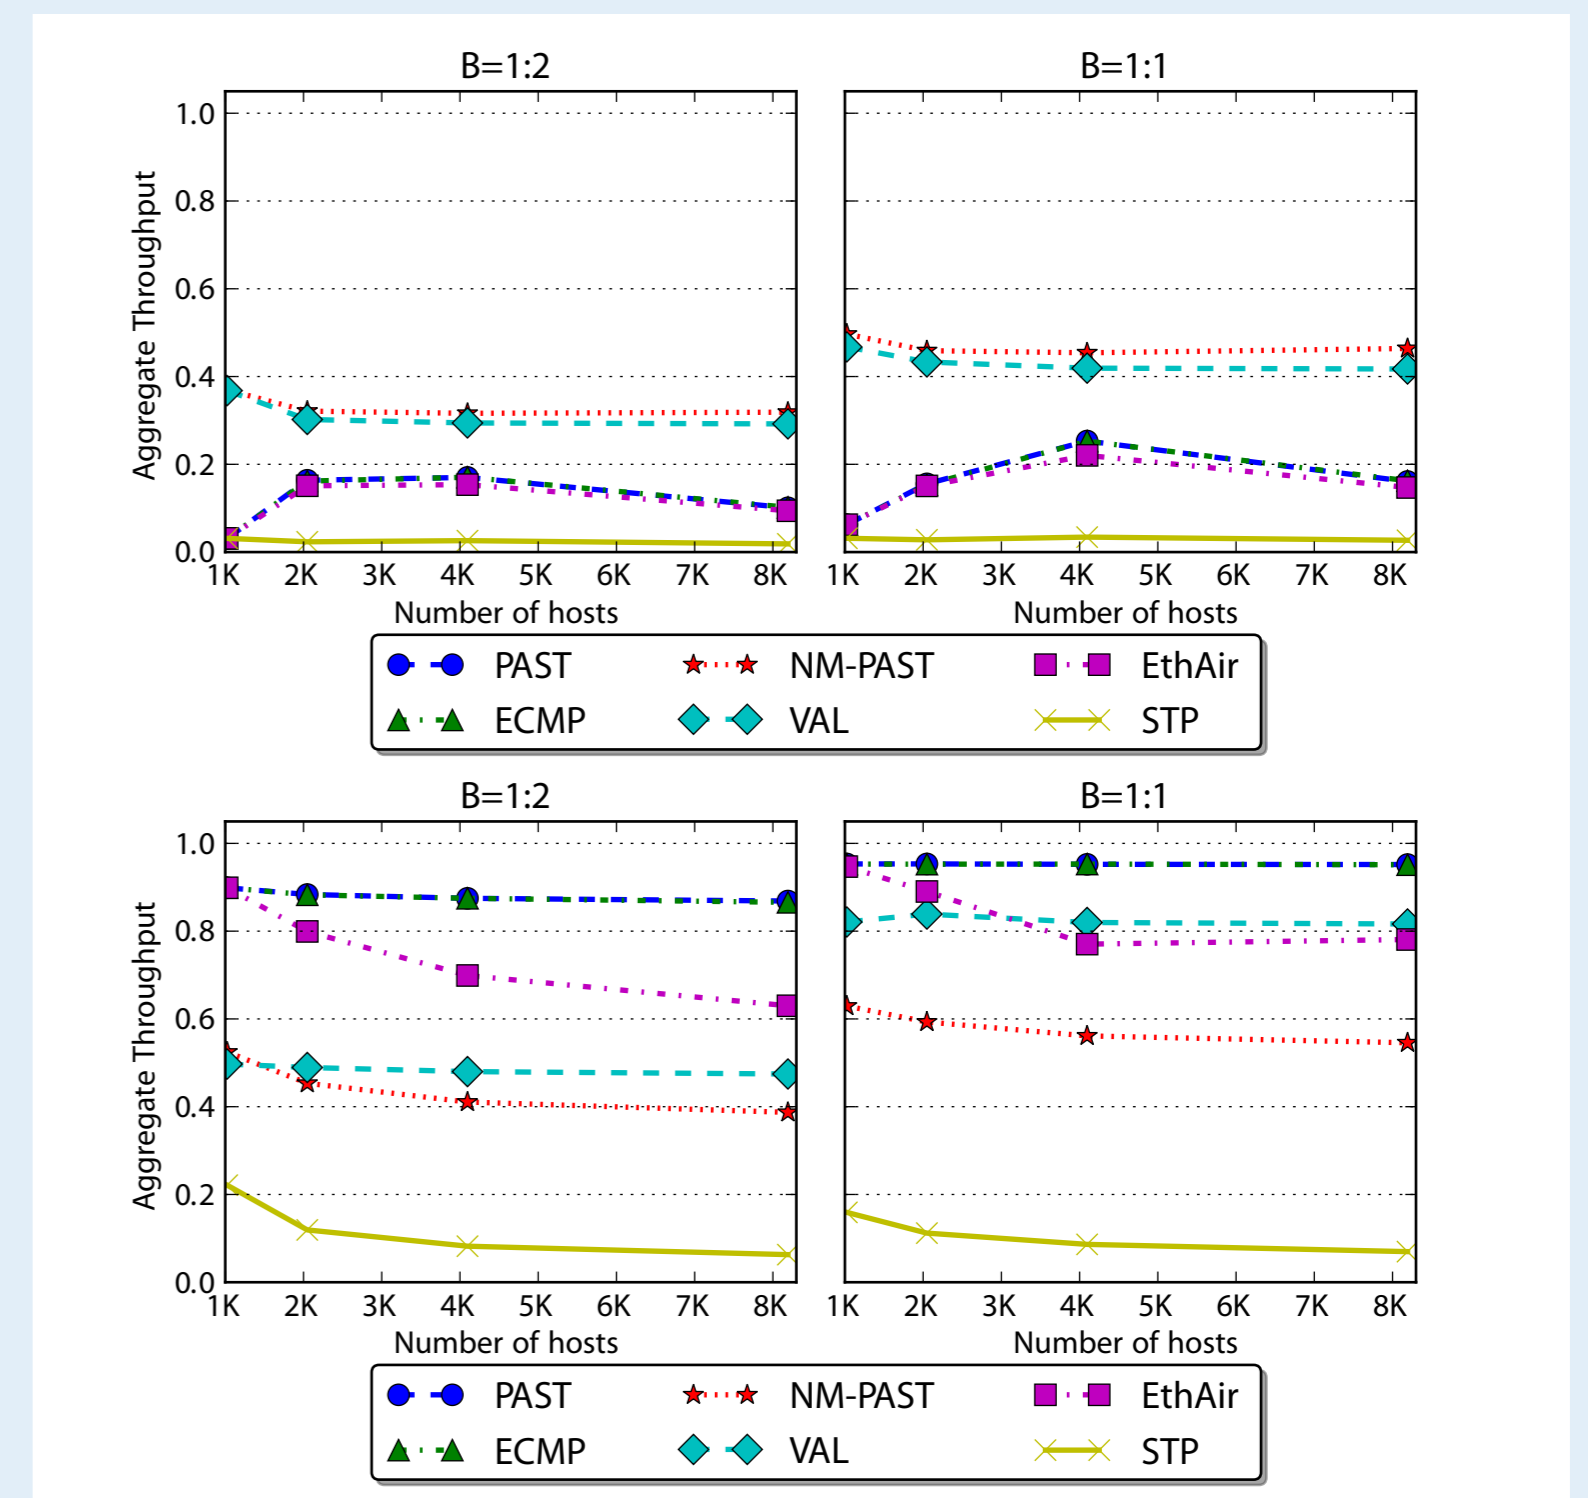 B=1:2
B=1:1
Aggregate Throughput
1.0
0.8
0.6
0.4
0.2
0.0
1K 2K 3K 4K 5K 6K 7K 8K
1K 2K 3K 4K 5K 6K 7K 8K
Number of hosts
Number of hosts
PAST NM-PAST EthAir
ECMP VAL STP
B=1:2
B=1:1
Aggregate Throughput
1.0
0.8
0.6
0.4
0.2
0.0
1K 2K 3K 4K 5K 6K 7K 8K
1K 2K 3K 4K 5K 6K 7K 8K
Number of hosts
Number of hosts
PAST NM-PAST EthAir
ECMP VAL STP